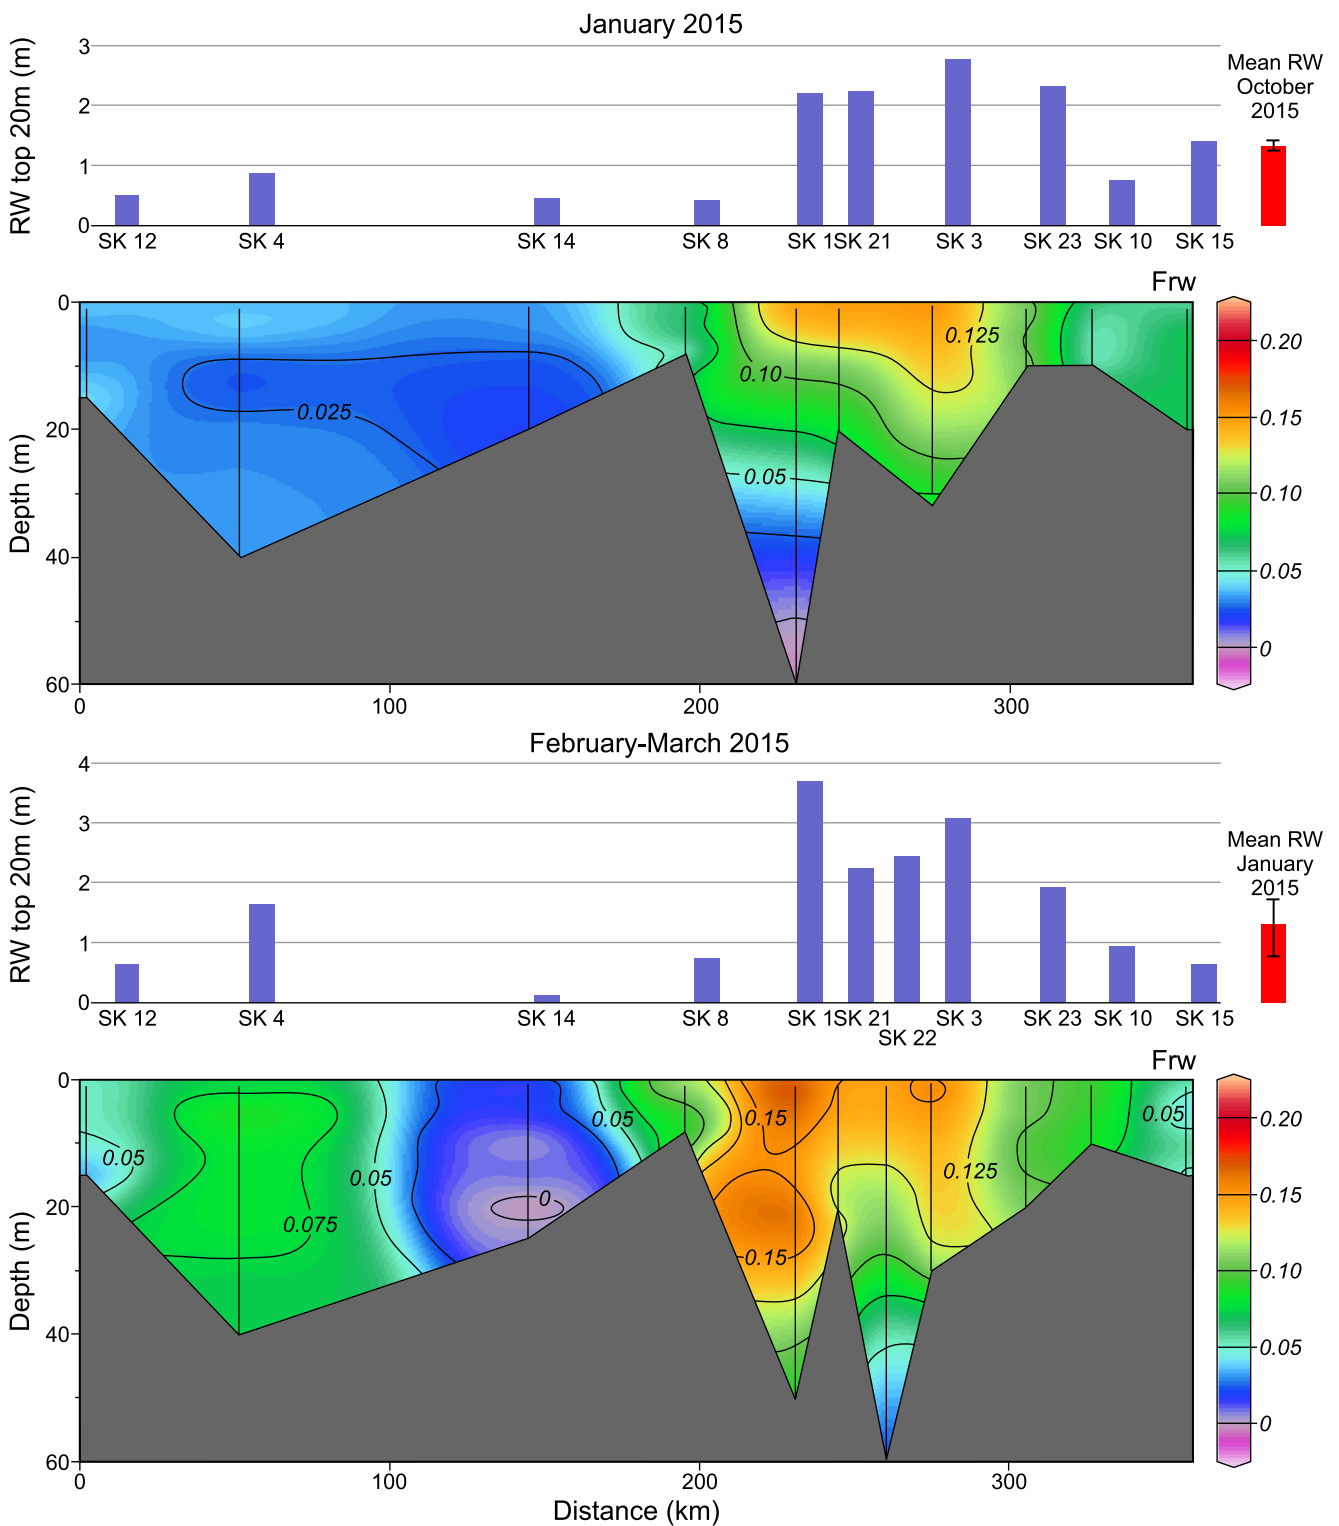 January 2015
RW top 20m (m)
3
2
1
0
SK 12 SK 4 SK 14 SK 8 SK 1 SK 21 SK 3 SK 23 SK 10 SK 15
Mean RW
October
2015
Frw
Depth (m)
0
20
40
60
0 100 200 300
0.025
0.10
0.05
0.125
0.20
0.15
0.10
0.05
0
February-March 2015
RW top 20m (m)
4
3
2
1
0
SK 12 SK 4 SK 14 SK 8 SK 1 SK 21 SK 3 SK 23 SK 10 SK 15
SK 22
Mean RW
January
2015
Frw
Depth (m)
0
20
40
60
0.05
0.075
0.05
0
0.05
0.15
0.15
0.125
0.05
0.20
0.15
0.10
0.05
0
0 100 200 300
Distance (km)